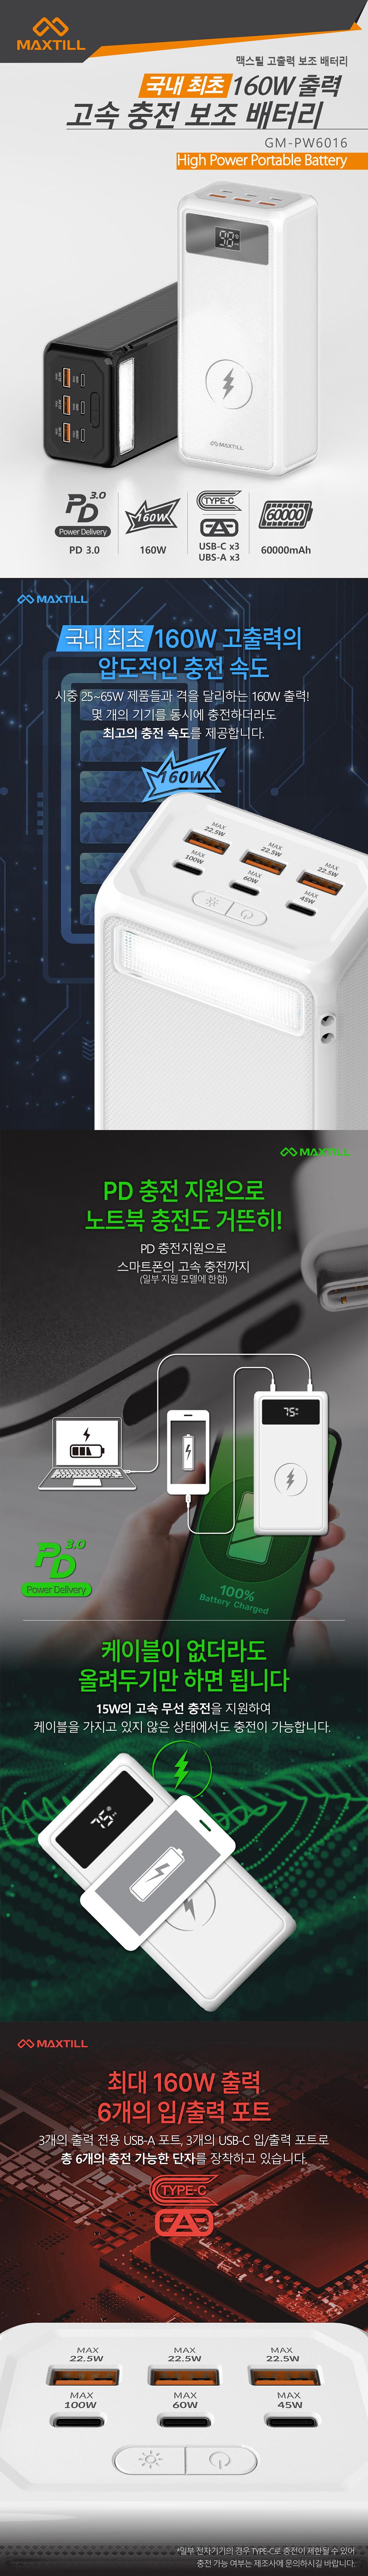 MAXTILL
맥스틸 고출력 보조 배터리
국내 최초 160W 출력
고속 충전 보조 배터리
GM-PW6016
High Power Portable Battery
90
MAXTILL
PD 3.0
Power Delivery
160W
TYPE-C
60000
PD 3.0
160W
USB-C x3
UBS-A x3
60000mAh
MAXTILL
국내 최초 160W 고출력의
압도적인 충전 속도
시중 25~65W 제품들과 격을 달리하는 160W 출력!
몇 개의 기기를 동시에 충전하더라도
최고의 충전 속도를 제공합니다.
160W
MAX 22.5W
MAX 22.5W
MAX 22.5W
MAX 100W
MAX 60W
MAX 45W
MAXTILL
PD 충전 지원으로
노트북 충전도 거뜬히!
PD 충전지원으로
스마트폰의 고속 충전까지
(일부 지원 모델에 한함)
75%
100%
Battery Charged
PD 3.0
Power Delivery
케이블이 없더라도
올려두기만 하면 됩니다
15W의 고속 무선 충전을 지원하여
케이블을 가지고 있지 않은 상태에서도 충전이 가능합니다.
75
MAXTILL
최대 160W 출력
6개의 입/출력 포트
3개의 출력 전용 USB-A 포트, 3개의 USB-C 입/출력 포트로
총 6개의 충전 가능한 단자를 장착하고 있습니다.
TYPE-C
MAX MAX MAX
22.5W 22.5W 22.5W
MAX MAX MAX
100W 60W 45W
*일부 전자기기의 경우 TYPE-C로 충전이 제한될 수 있어
충전 가능 여부는 제조사에 문의하시길 바랍니다.